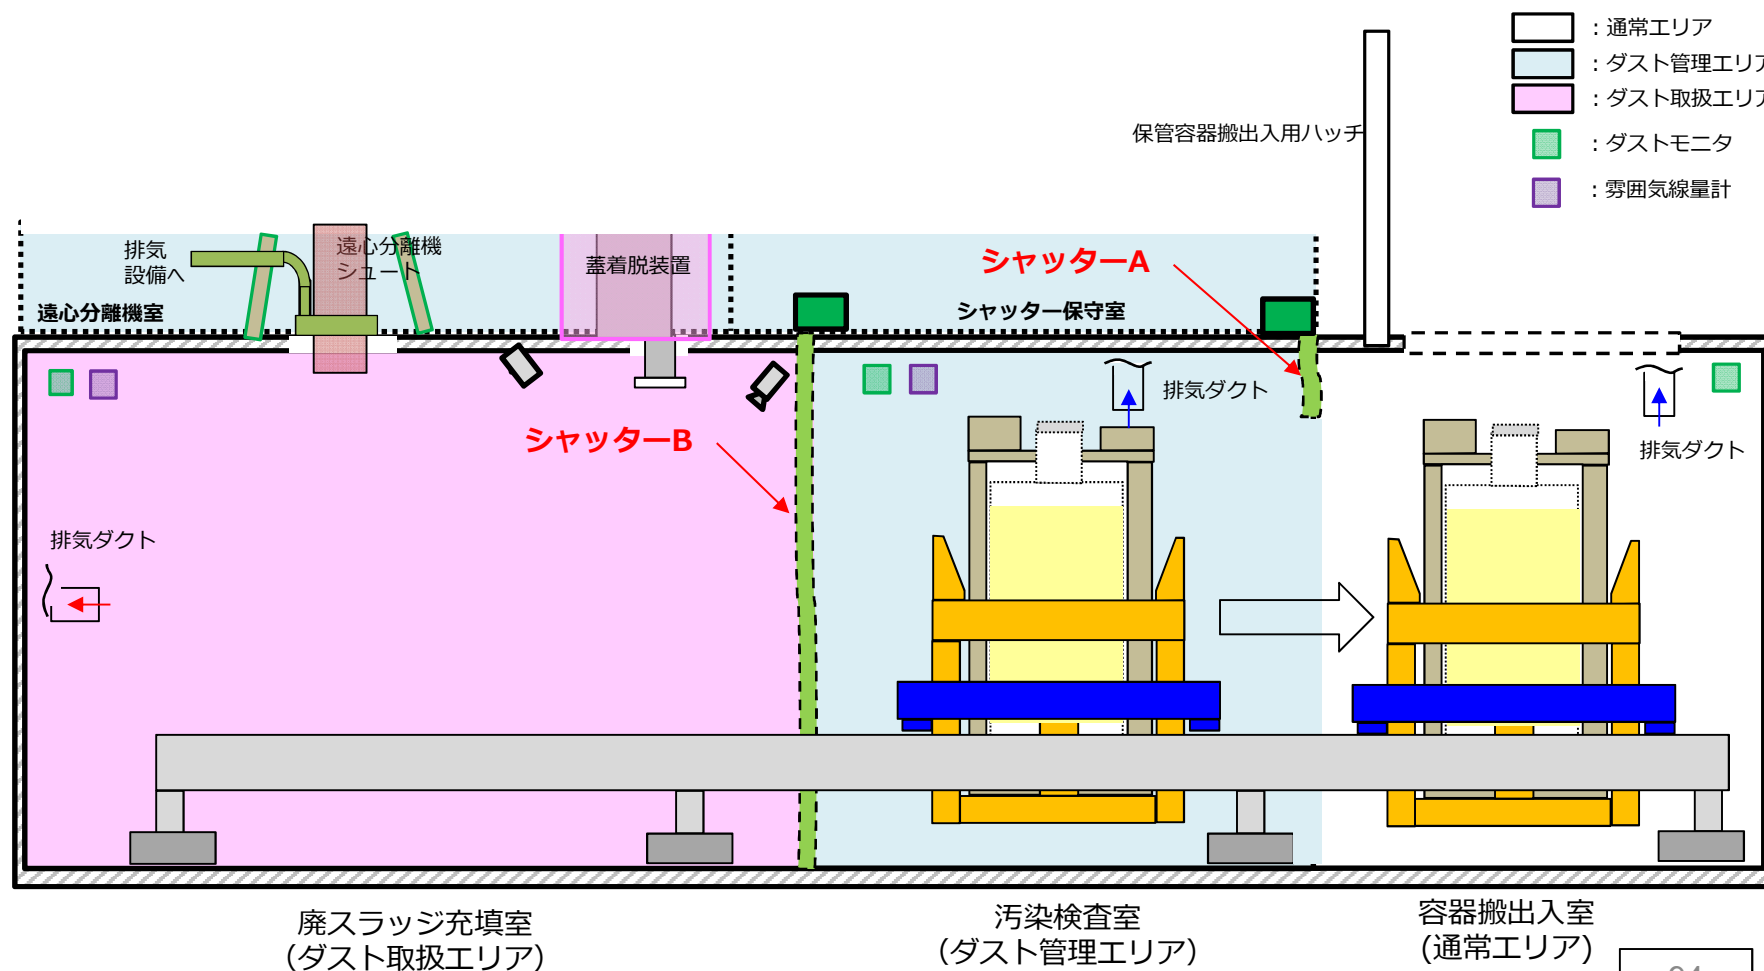 ：通常エリア
：ダスト管理エリア
：ダスト取扱エリア
：ダストモニタ
：雰囲気線量計
保管容器搬出入用ハッチ
排気
設備へ
遠心分離機
シュート
蓋着脱装置
シャッターA
遠心分離機室
シャッター保守室
排気ダクト
シャッターB
排気ダクト
排気ダクト
廃スラッジ充填室
（ダスト取扱エリア）
汚染検査室
（ダスト管理エリア）
容器搬出入室
(通常エリア)